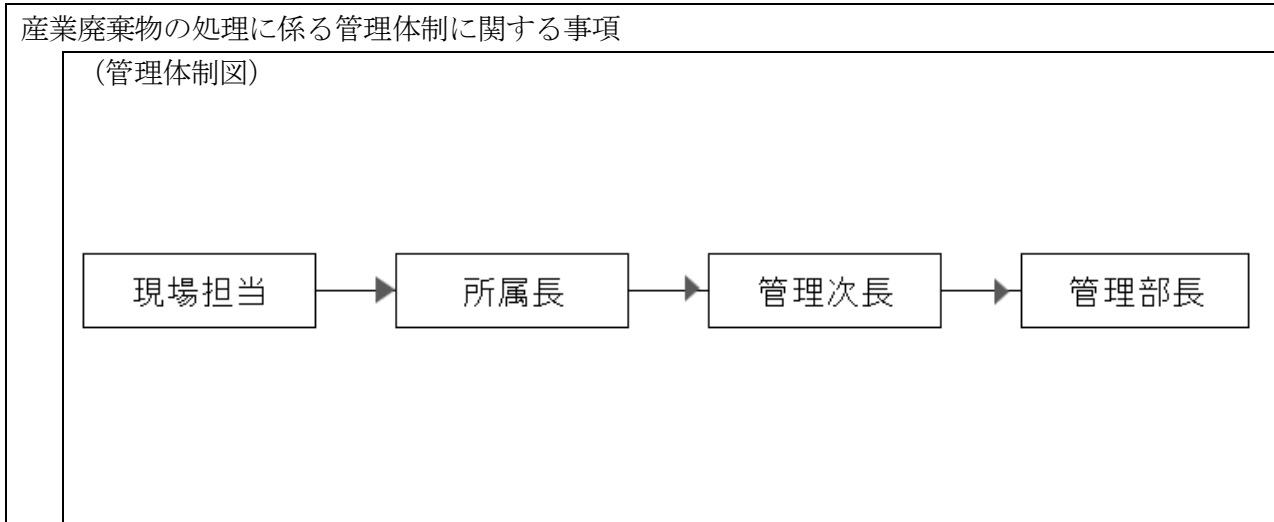 産業廃棄物の処理に係る管理体制に関する事項
（管理体制図）
現場担当 所属長 管理次長 管理部長